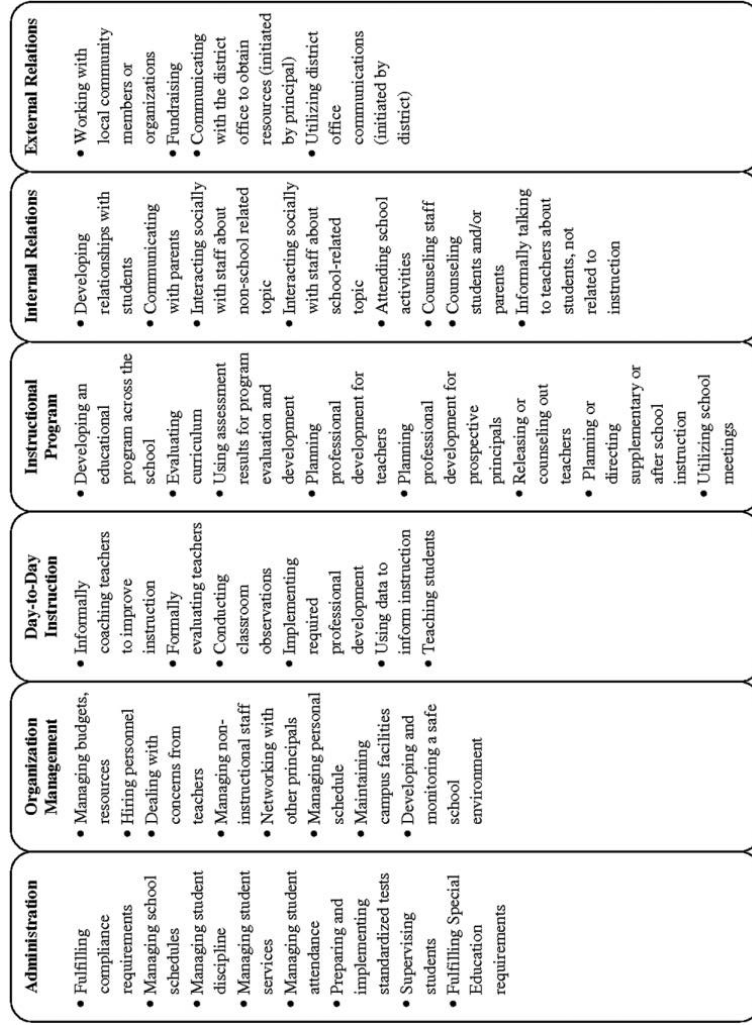 Administration
• Fulfilling
compliance
requirements
• Managing school
schedules
• Managing student
discipline
• Managing student
services
• Managing student
attendance
• Preparing and
implementing
standardized tests
• Supervising
students
• Fulfilling Special
Education
requirements
Organization
Management
• Managing budgets,
resources
• Hiring personnel
• Dealing with
concerns from
teachers
• Managing non-
instructional staff
• Networking with
other principals
• Managing personal
schedule
• Maintaining
campus facilities
• Developing and
monitoring a safe
school
environment
Day-to-Day
Instruction
• Informally
coaching teachers
to improve
instruction
• Formally
evaluating teachers
• Conducting
classroom
observations
• Implementing
required
professional
development
• Using data to
inform instruction
• Teaching students
Instructional
Program
• Developing an
educational
program across the
school
• Evaluating
curriculum
• Using assessment
results for program
evaluation and
development
• Planning
professional
development for
teachers
• Planning
professional
development for
prospective
principals
• Releasing or
counseling out
teachers
• Planning or
directing
supplementary or
after school
instruction
• Utilizing school
meetings
Internal Relations
• Developing
relationships with
students
• Communicating
with parents
• Interacting socially
with staff about
non-school related
topic
• Interacting socially
with staff about
school-related
topic
• Attending school
activities
• Counseling staff
• Counseling
students and/or
parents
• Informally talking
to teachers about
students, not
related to
instruction
External Relations
• Working with
local community
members or
organizations
• Fundraising
• Communicating
with the district
office to obtain
resources (initiated
by principal)
• Utilizing district
office
communications
(initiated by
district)